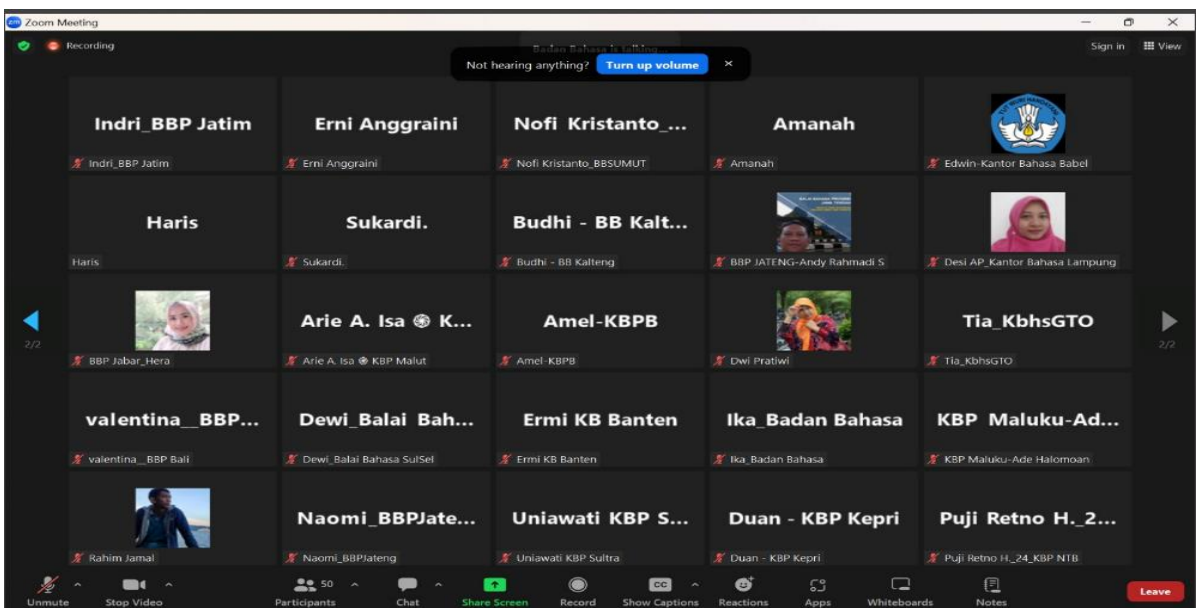 Zoom Meeting
Recording
Badan Bahasa is talking...
Sign in
View
Not hearing anything? Turn up volume
Indri_BBP Jatim
Erni Anggraini
Nofi Kristanto_...
Amanah
Indri_BBP Jatim
Erni Anggraini
Nofi Kristanto_BBSUMUT
Amanah
Edwin-Kantor Bahasa Babel
Haris
Sukardi.
Budhi - BB Kalt...
Haris
Sukardi.
Budhi - BB Kalteng
BBP JATENG-Andy Rahmadi S
Desi AP_Kantor Bahasa Lampung
Arie A. Isa ֍ K...
Amel-KBPB
Tia_KbhsGTO
2/2
2/2
BBP Jabar_Hera
Arie A. Isa ֍ KBP Malut
Amel-KBPB
Dwi Pratiwi
Tia_KbhsGTO
valentina__BBP...
Dewi_Balai Bah...
Ermi KB Banten
Ika_Badan Bahasa
KBP Maluku-Ad...
valentina__BBP Bali
Dewi_Balai Bahasa SulSel
Ermi KB Banten
Ika_Badan Bahasa
KBP Maluku-Ade Halomoan
Naomi_BBPJate...
Uniawati KBP S...
Duan - KBP Kepri
Puji Retno H._2...
Rahim Jamal
Naomi_BBPJateng
Uniawati KBP Sultra
Duan - KBP Kepri
Puji Retno H._24_KBP NTB
50
CC
Unmute
Stop Video
Participants
Chat
Share Screen
Record
Show Captions
Reactions
Apps
Whiteboards
Notes
Leave